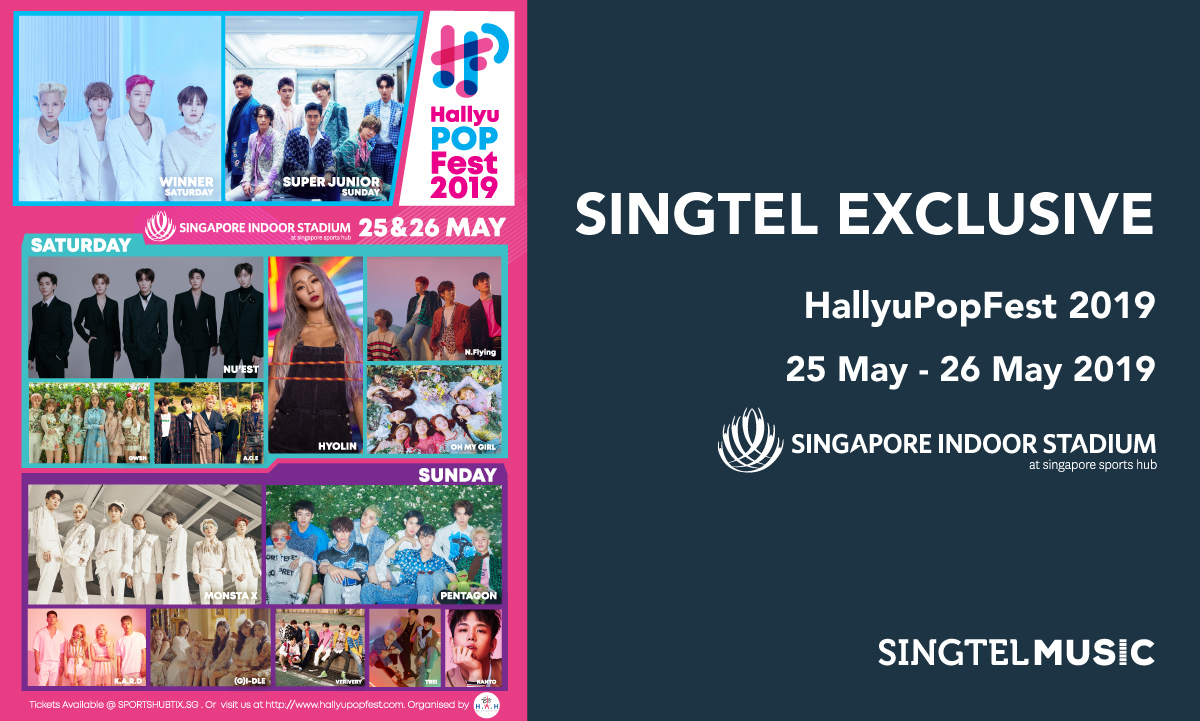 WINNER
SATURDAY
SUPER JUNIOR
SUNDAY
Hallyu
POP
Fest
2019
SINGAPORE INDOOR STADIUM
at singapore sports hub
25&26 MAY
SATURDAY
NU'EST
HYOLIN
N.Flying
GWSN
A.C.E
OH MY GIRL
SUNDAY
MONSTA X
PENTAGON
K.A.R.D
(G)I-DLE
VERIVERY
TREI
KANTO
Tickets Available @ SPORTSHUBTIX.SG . Or visit us at http://www.hallyupopfest.com. Organised by
H.A.H
SINGTEL EXCLUSIVE
HallyuPopFest 2019
25 May - 26 May 2019
SINGAPORE INDOOR STADIUM
at singapore sports hub
SINGTEL MUSIC